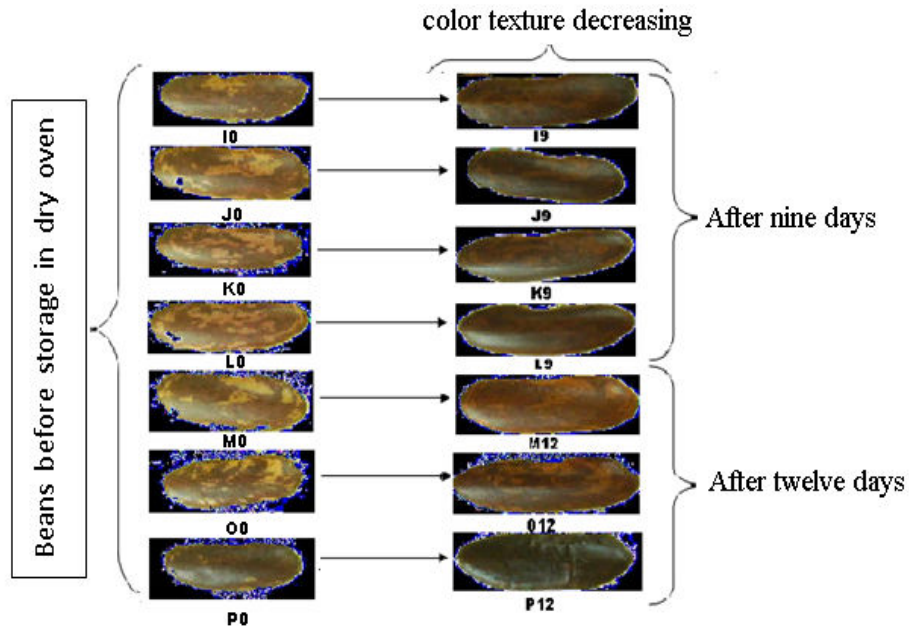 color texture decreasing
Beans before storage in dry oven
I0
I9
J0
J9
K0
K9
L0
L9
M0
M12
O0
O12
P0
P12
After nine days
After twelve days